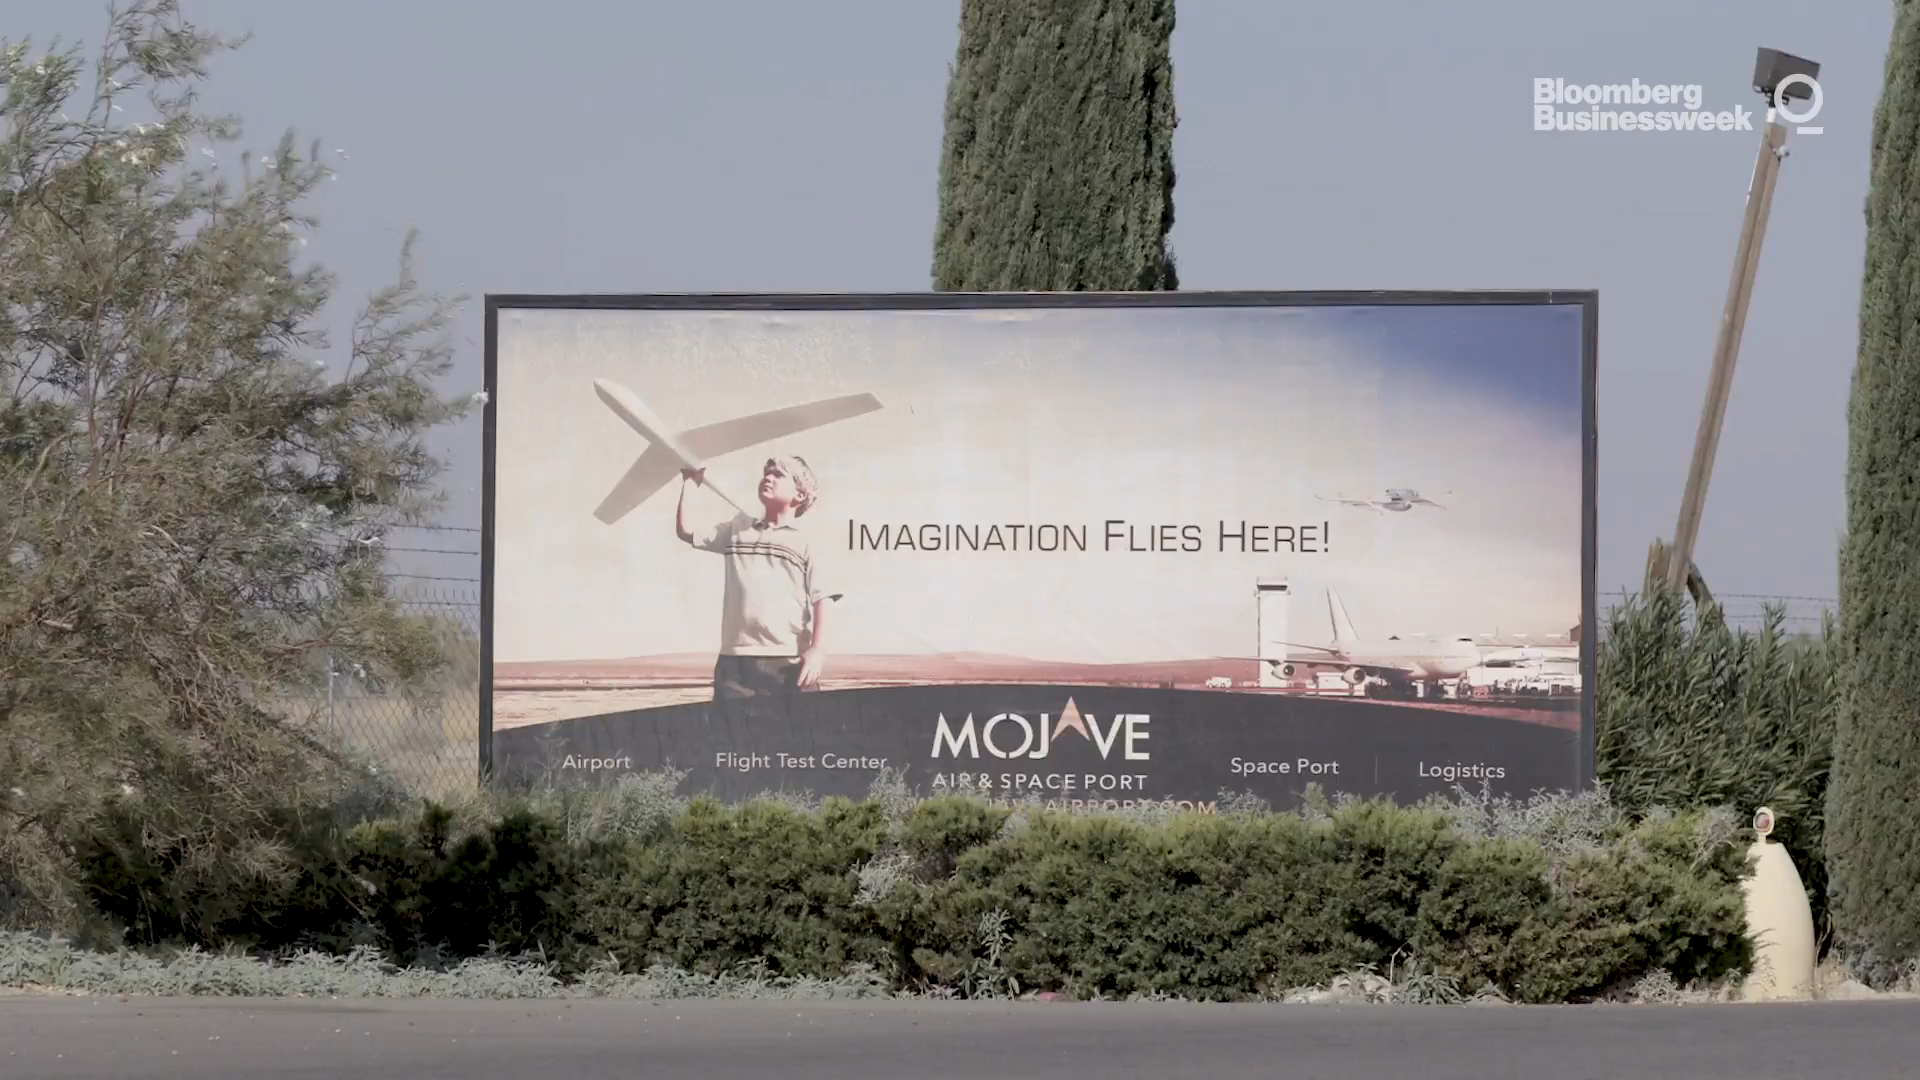 Bloomberg
Businessweek
IMAGINATION FLIES HERE!
MOJAVE
AIR & SPACE PORT
Airport
Flight Test Center
Space Port
Logistics